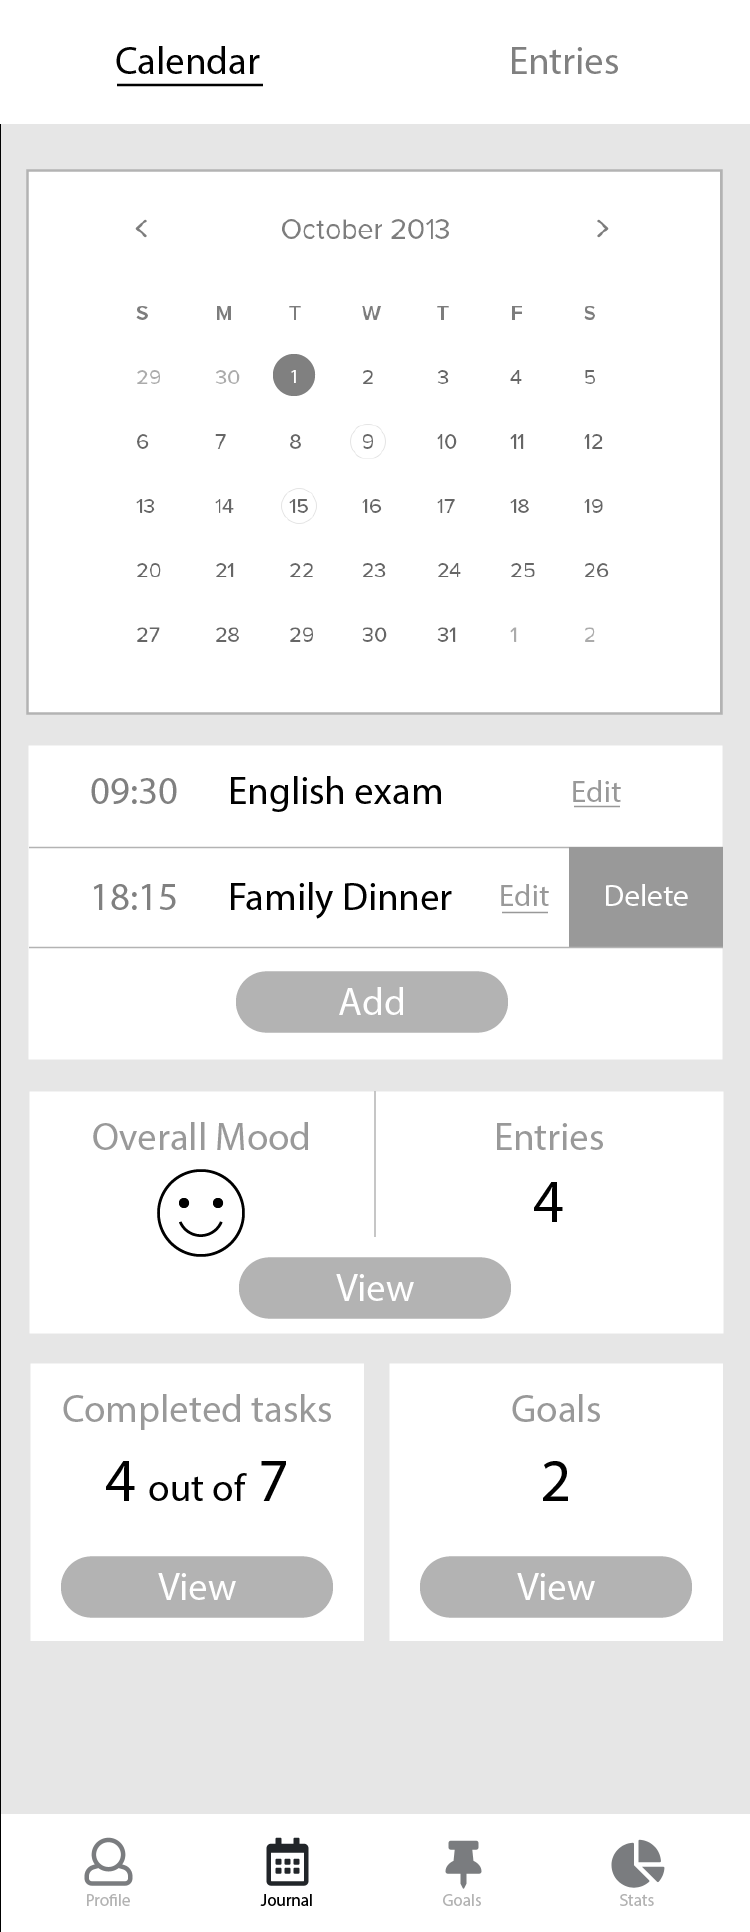 Calendar Entries
< October 2013 >
S M T W T F S
29 30 1 2 3 4 5
6 7 8 9 10 11 12
13 14 15 16 17 18 19
20 21 22 23 24 25 26
27 28 29 30 31 1 2
09:30 English exam Edit
18:15 Family Dinner Edit Delete
Add
Overall Mood Entries
4
View
Completed tasks Goals
4 out of 7 2
View View
Profile Journal Goals Stats